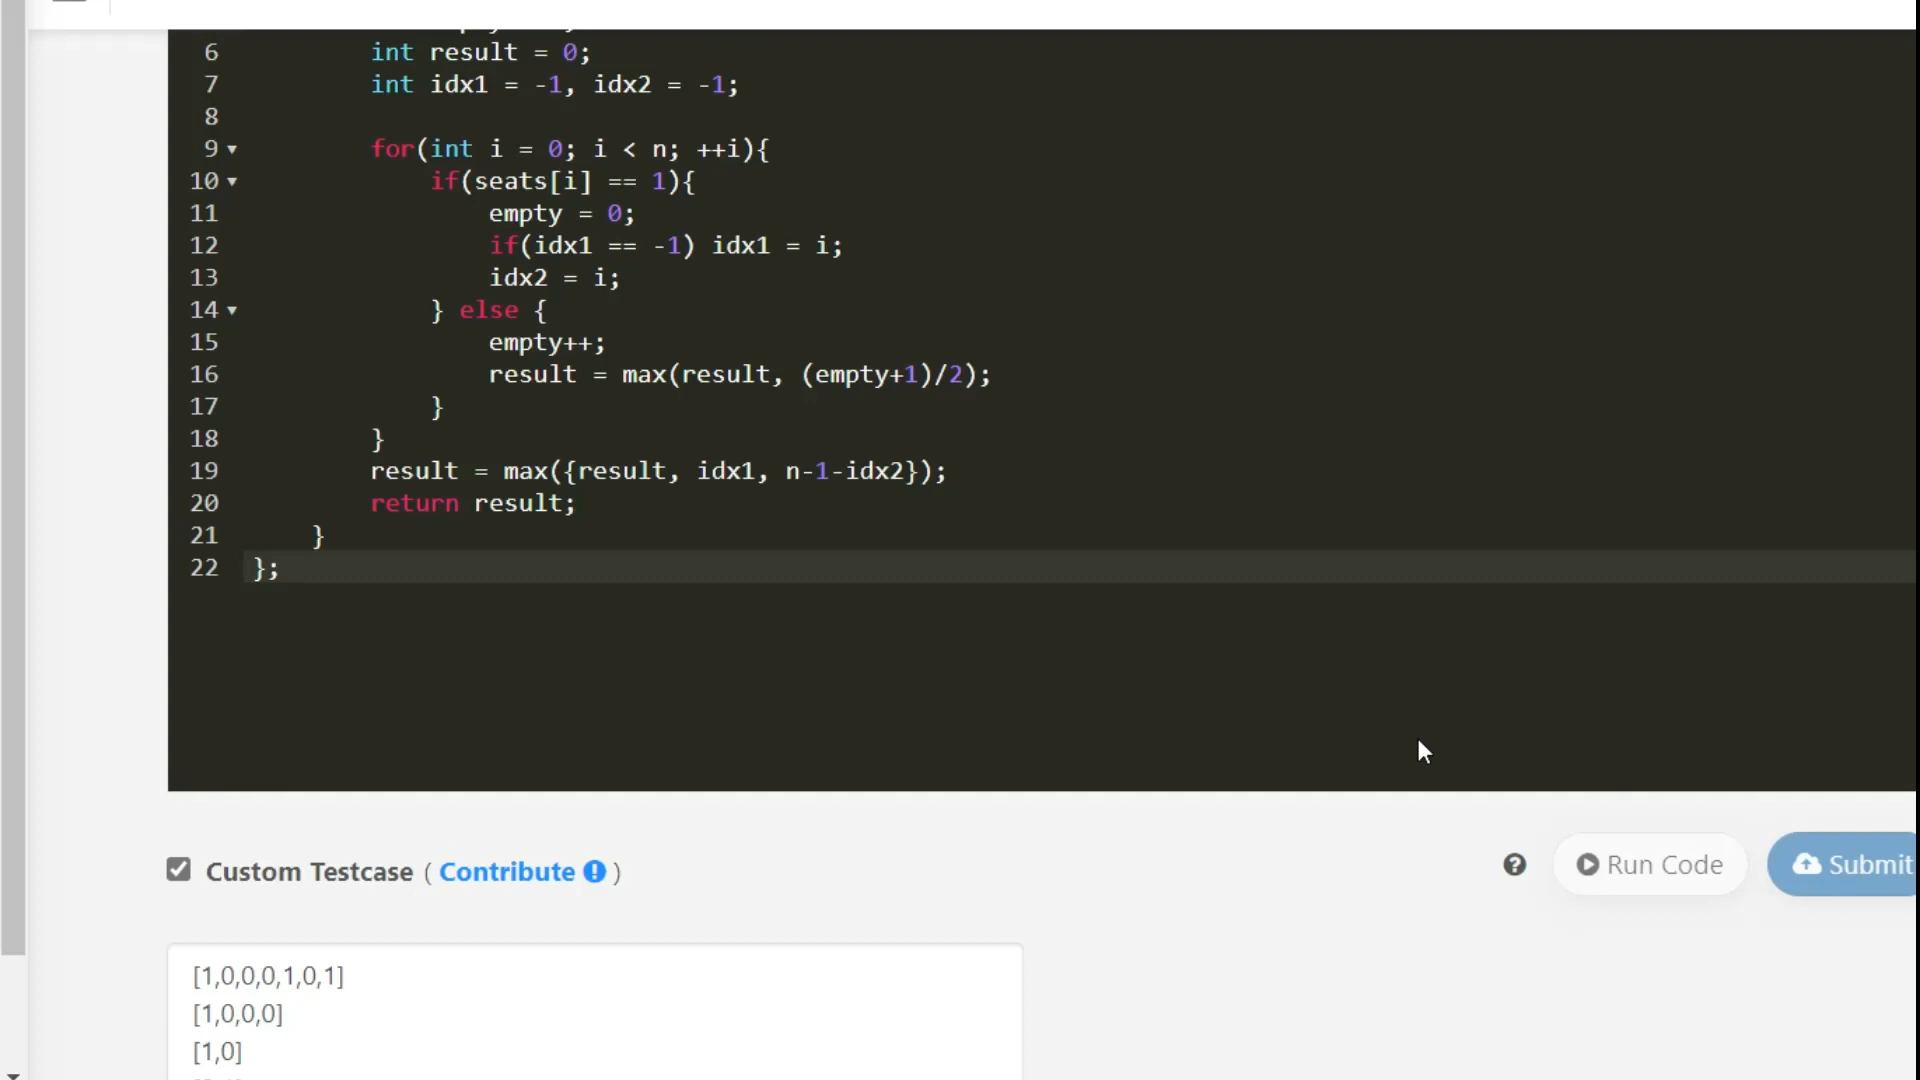 6 int result = 0;
7 int idx1 = -1, idx2 = -1;
8
9 for(int i = 0; i < n; ++i){
10 if(seats[i] == 1){
11 empty = 0;
12 if(idx1 == -1) idx1 = i;
13 idx2 = i;
14 } else {
15 empty++;
16 result = max(result, (empty+1)/2);
17 }
18 }
19 result = max({result, idx1, n-1-idx2});
20 return result;
21 }
22 };
Custom Testcase ( Contribute )
Run Code
Submit
[1,0,0,0,1,0,1]
[1,0,0,0]
[1,0]